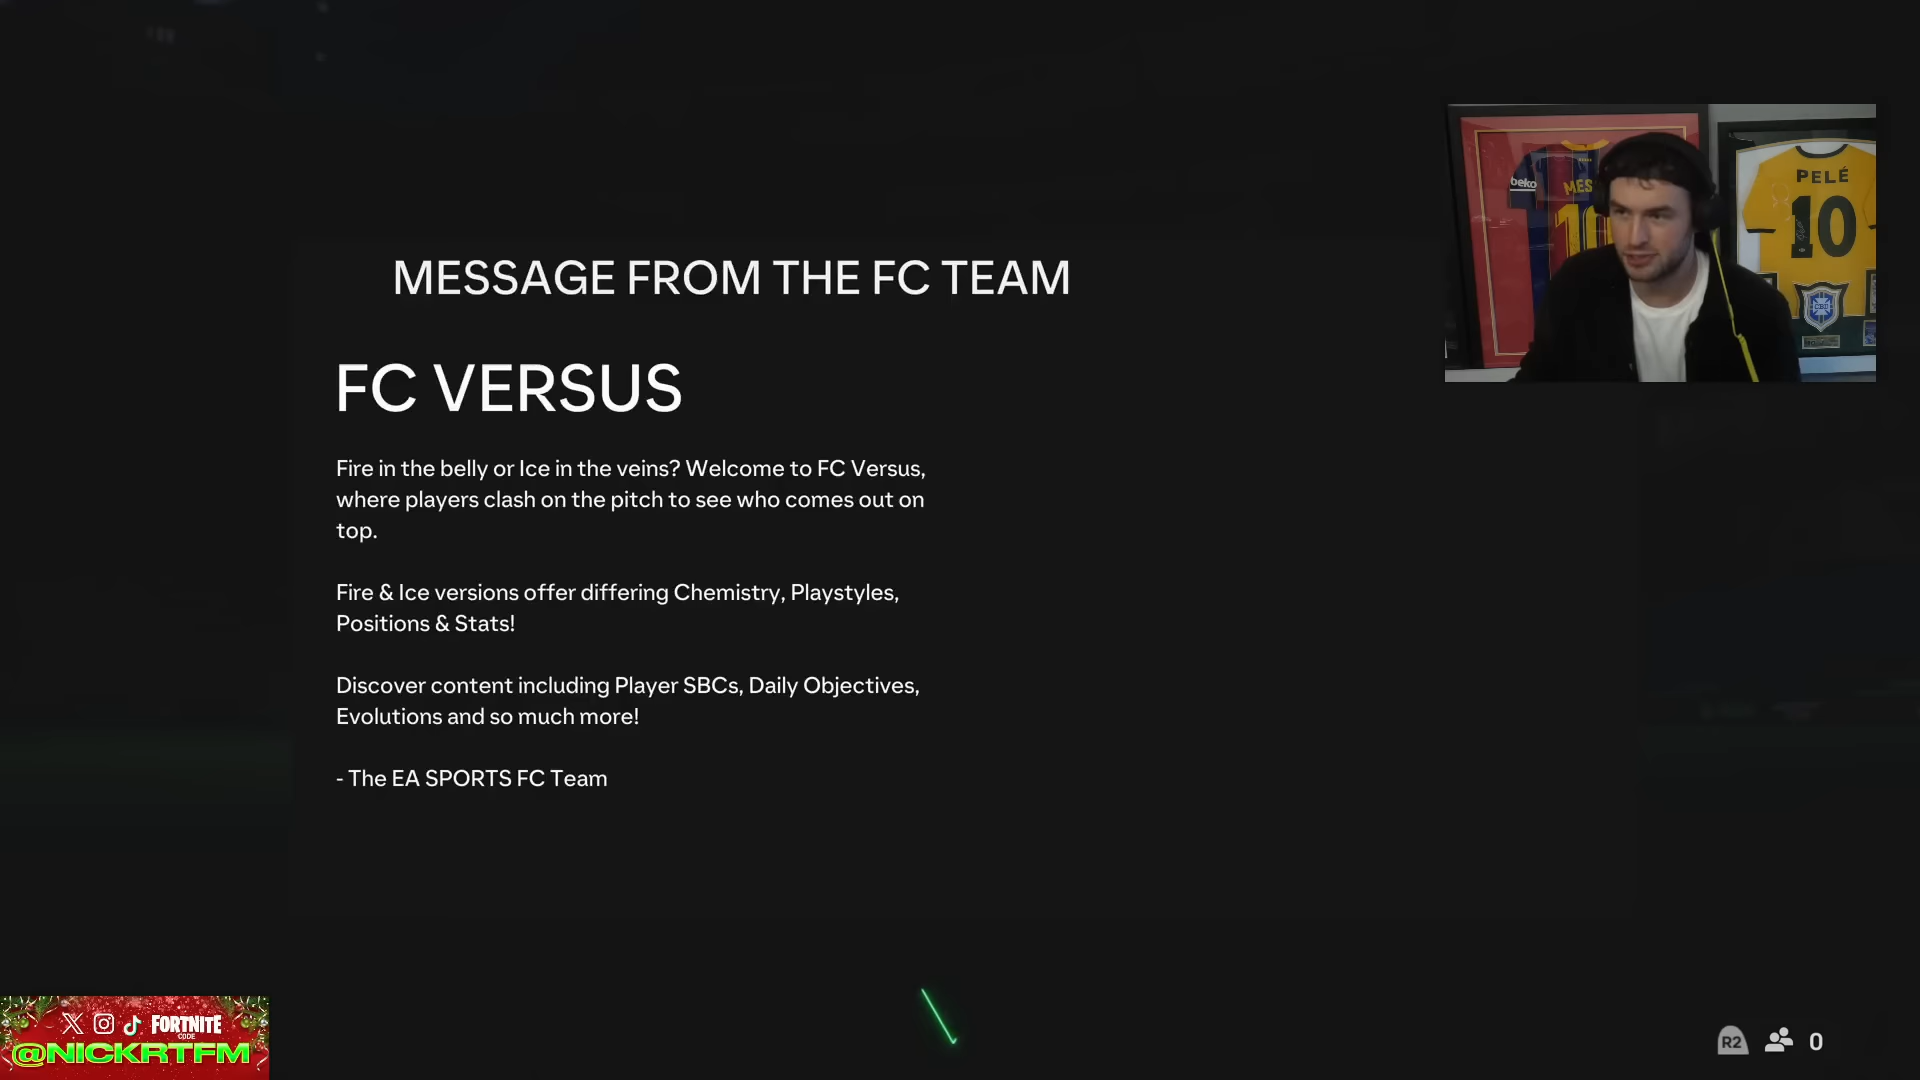 MESSAGE FROM THE FC TEAM
FC VERSUS
Fire in the belly or Ice in the veins? Welcome to FC Versus,
where players clash on the pitch to see who comes out on
top.
Fire & Ice versions offer differing Chemistry, Playstyles,
Positions & Stats!
Discover content including Player SBCs, Daily Objectives,
Evolutions and so much more!
- The EA SPORTS FC Team
beko
MES
10
PELÉ
10
FORTNITE
CODE
@NICKRTFM
R2
0